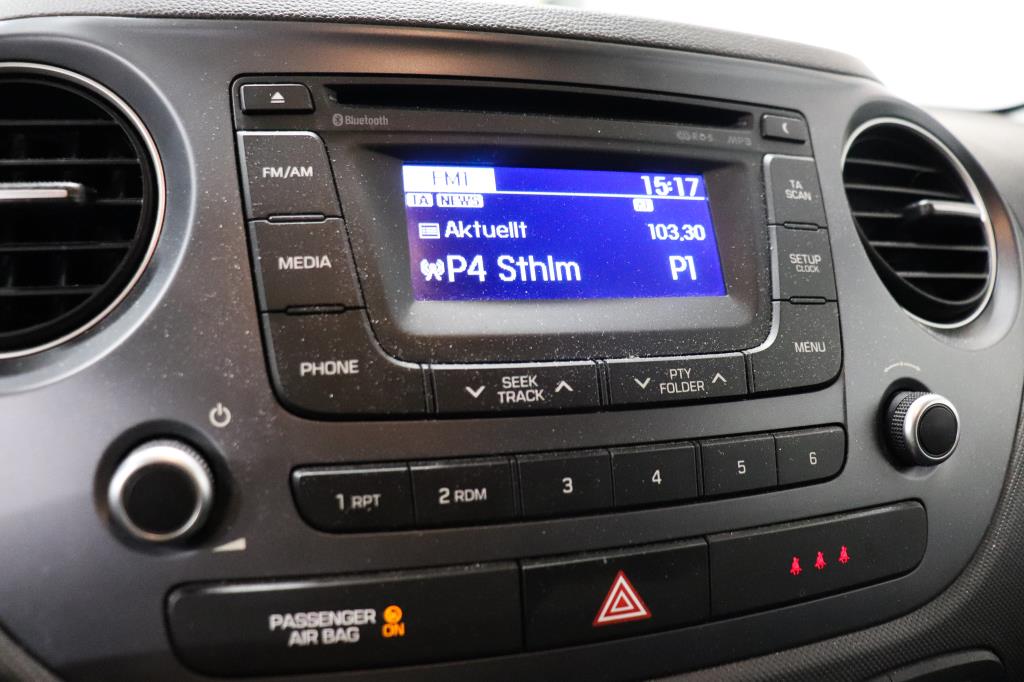 Bluetooth
R·D·S
MP3
FM/AM
FM1
15:17
TA
SCAN
TA NEWS
Aktuellt
103.30
MEDIA
SETUP
CLOCK
P4 Sthlm
P1
PHONE
SEEK
TRACK
PTY
FOLDER
MENU
1 RPT
2 RDM
3
4
5
6
PASSENGER
AIR BAG
ON